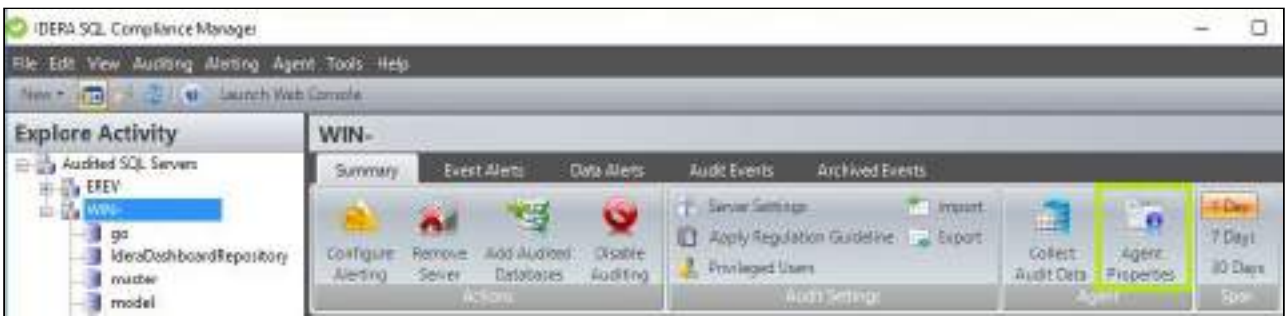 IDERA SQL Compliance Manager
File Edit View Auditing Alerting Agent Tools Help
New Launch Web Console
Explore Activity
Audited SQL Servers
EREV
WIN-
go
IderaDashboardRepository
master
model
WIN-
Summary Event Alerts Data Alerts Audit Events Archived Events
Configure Alerting
Remove Server
Add Audited Databases
Disable Auditing
Actions
Server Settings
Apply Regulation Guideline
Privileged Users
Import
Export
Audit Settings
Collect Audit Data
Agent Properties
Agent
1 Day
7 Days
30 Days
Span